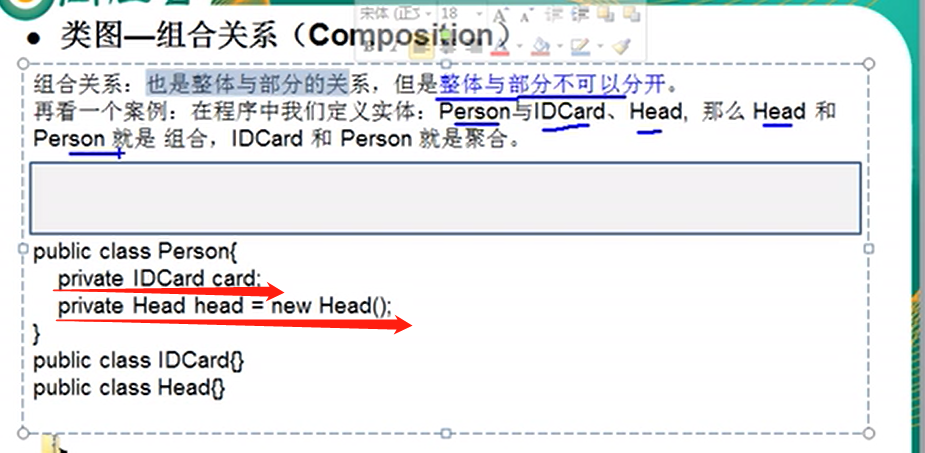 宋体 (正文 18
类图—组合关系（Composition）
组合关系：也是整体与部分的关系，但是整体与部分不可以分开。
再看一个案例：在程序中我们定义实体：Person与IDCard、Head, 那么 Head 和
Person 就是 组合，IDCard 和 Person 就是聚合。
public class Person{
private IDCard card;
private Head head = new Head();
}
public class IDCard{}
public class Head{}